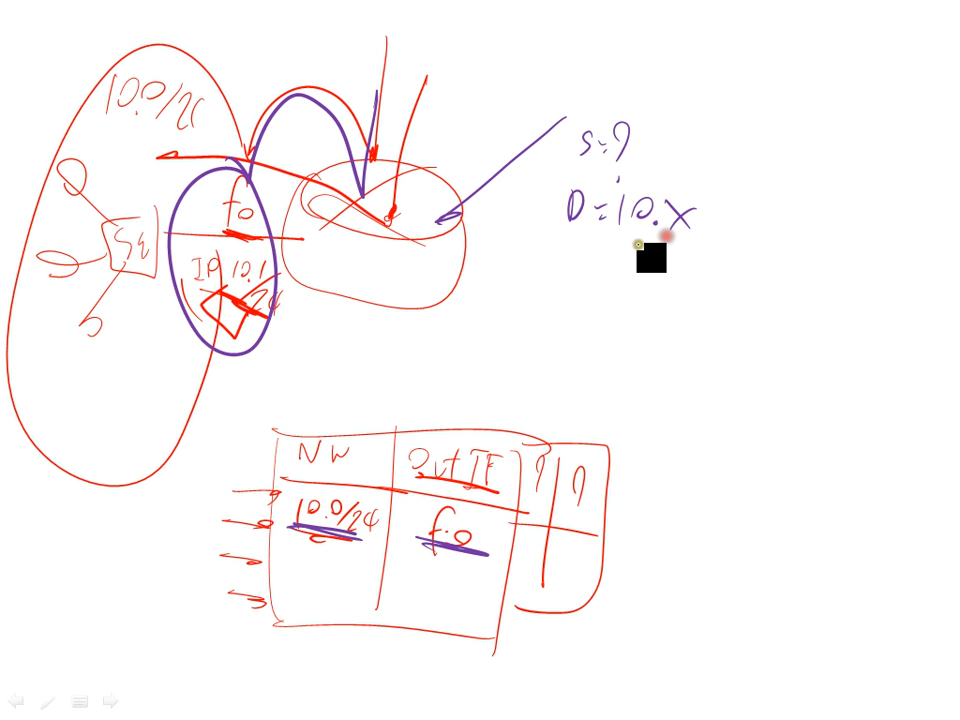 10.0/24
S=?
D=10.X
f0
SW
IP 10.1
/24
NW Out IF ? ?
10.0/24 f.0